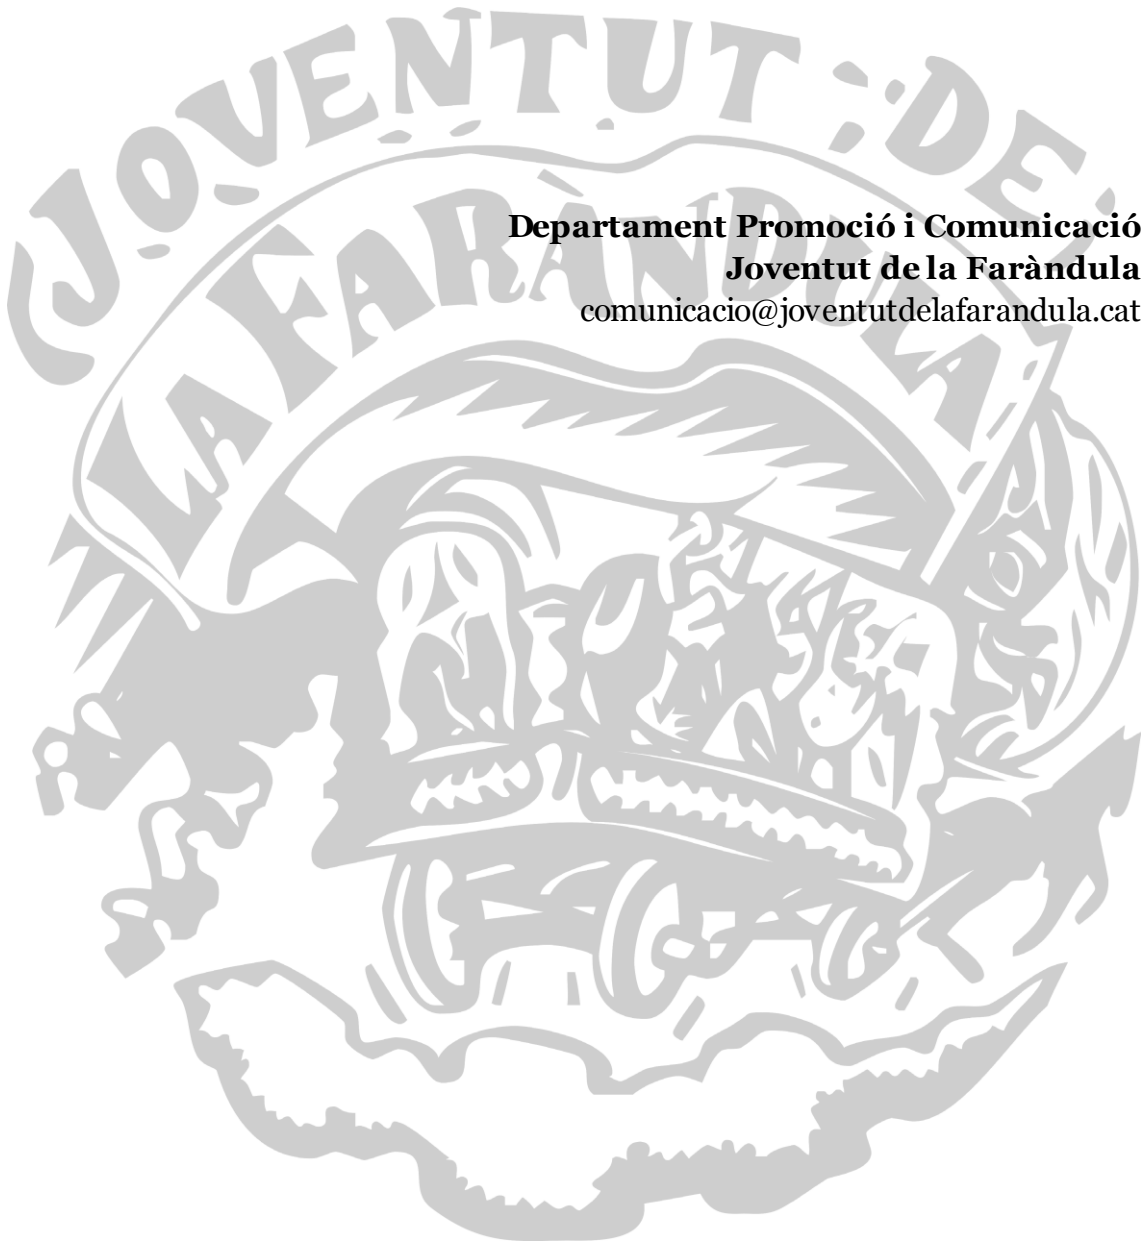 JOVENTUT DE
LA FARÀNDULA
Departament Promoció i Comunicació
Joventut de la Faràndula
comunicacio@joventutdelafarandula.cat